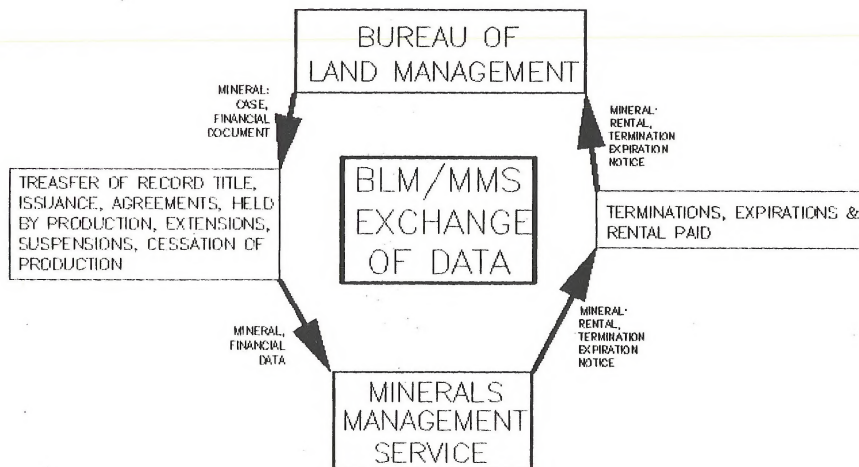 BUREAU OF
LAND MANAGEMENT
MINERAL:
CASE,
FINANCIAL
DOCUMENT
MINERAL:
RENTAL,
TERMINATION
EXPIRATION
NOTICE
TREASFER OF RECORD TITLE,
ISSUANCE, AGREEMENTS, HELD
BY PRODUCTION, EXTENSIONS,
SUSPENSIONS, CESSATION OF
PRODUCTION
BLM/MMS
EXCHANGE
OF DATA
TERMINATIONS, EXPIRATIONS &
RENTAL PAID
MINERAL,
FINANCIAL
DATA
MINERAL:
RENTAL,
TERMINATION
EXPIRATION
NOTICE
MINERALS
MANAGEMENT
SERVICE